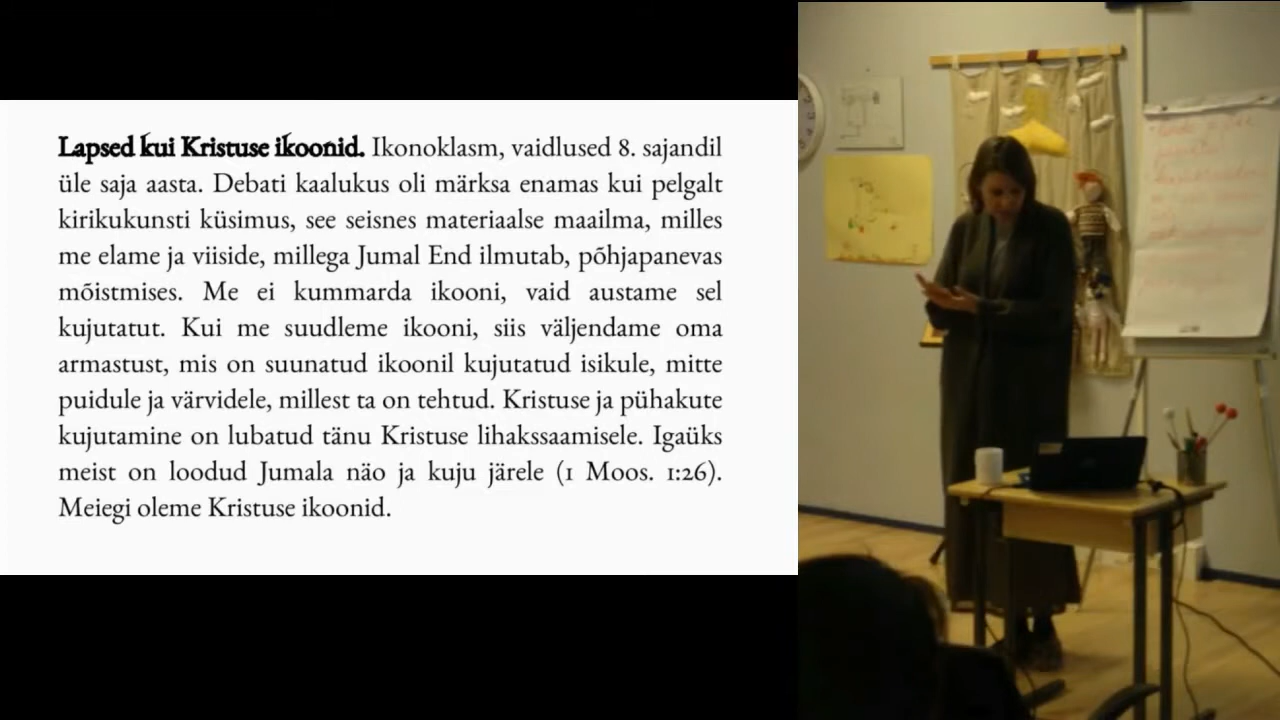 Lapsed kui Kristuse ikoonid. Ikonoklasm, vaidlused 8. sajandil
üle saja aasta. Debati kaalukus oli märksa enamas kui pelgalt
kirikukunsti küsimus, see seisnes materiaalse maailma, milles
me elame ja viiside, millega Jumal End ilmutab, põhjapanevas
mõistmises. Me ei kummarda ikooni, vaid austame sel
kujutatut. Kui me suudleme ikooni, siis väljendame oma
armastust, mis on suunatud ikoonil kujutatud isikule, mitte
puidule ja värvidele, millest ta on tehtud. Kristuse ja pühakute
kujutamine on lubatud tänu Kristuse lihakssaamisele. Igaüks
meist on loodud Jumala näo ja kuju järele (1 Moos. 1:26).
Meiegi oleme Kristuse ikoonid.